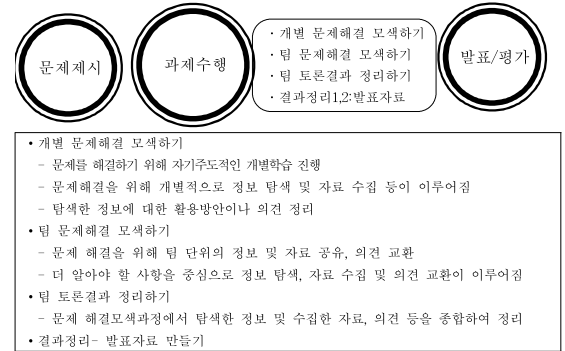 문제제시
과제수행
· 개별 문제해결 모색하기
· 팀 문제해결 모색하기
· 팀 토론결과 정리하기
· 결과정리1,2:발표자료
발표/평가
• 개별 문제해결 모색하기
- 문제를 해결하기 위해 자기주도적인 개별학습 진행
- 문제해결을 위해 개별적으로 정보 탐색 및 자료 수집 등이 이루어짐
- 탐색한 정보에 대한 활용방안이나 의견 정리
• 팀 문제해결 모색하기
- 문제 해결을 위해 팀 단위의 정보 및 자료 공유, 의견 교환
- 더 알아야 할 사항을 중심으로 정보 탐색, 자료 수집 및 의견 교환이 이루어짐
• 팀 토론결과 정리하기
- 문제 해결모색과정에서 탐색한 정보 및 수집한 자료, 의견 등을 종합하여 정리
• 결과정리- 발표자료 만들기